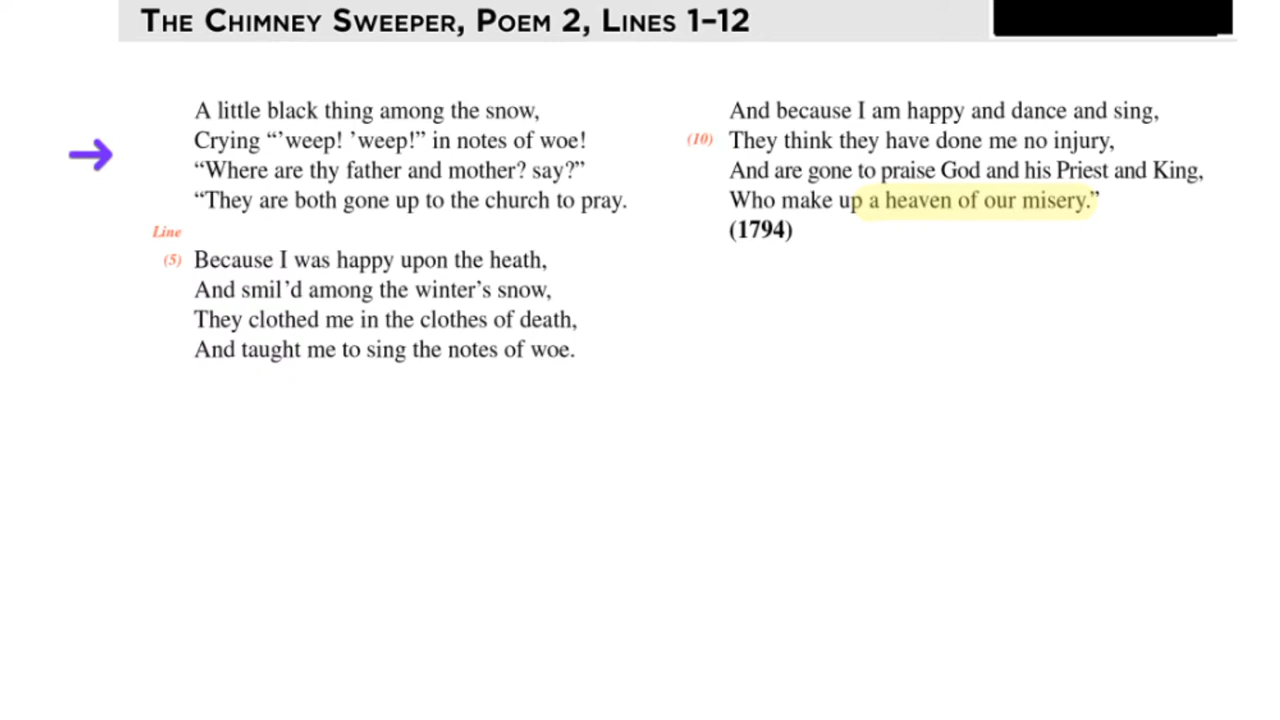 THE CHIMNEY SWEEPER, POEM 2, LINES 1–12
A little black thing among the snow,
Crying “’weep! ’weep!” in notes of woe!
“Where are thy father and mother? say?”
“They are both gone up to the church to pray.
Line
(5) Because I was happy upon the heath,
And smil’d among the winter’s snow,
They clothed me in the clothes of death,
And taught me to sing the notes of woe.
And because I am happy and dance and sing,
(10) They think they have done me no injury,
And are gone to praise God and his Priest and King,
Who make up a heaven of our misery.”
(1794)